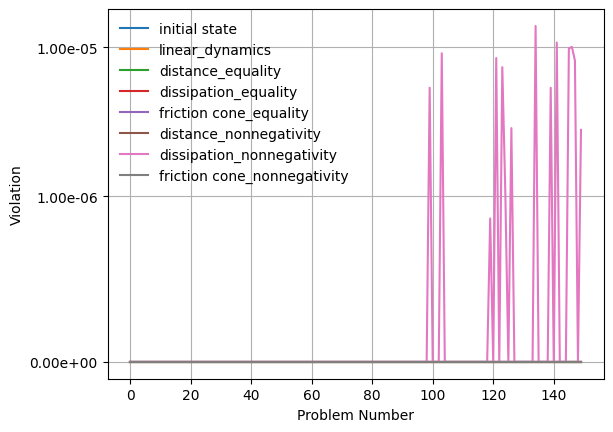 initial state
linear_dynamics
distance_equality
dissipation_equality
friction cone_equality
distance_nonnegativity
dissipation_nonnegativity
friction cone_nonnegativity
1.00e-05
1.00e-06
0.00e+00
Violation
0 20 40 60 80 100 120 140
Problem Number